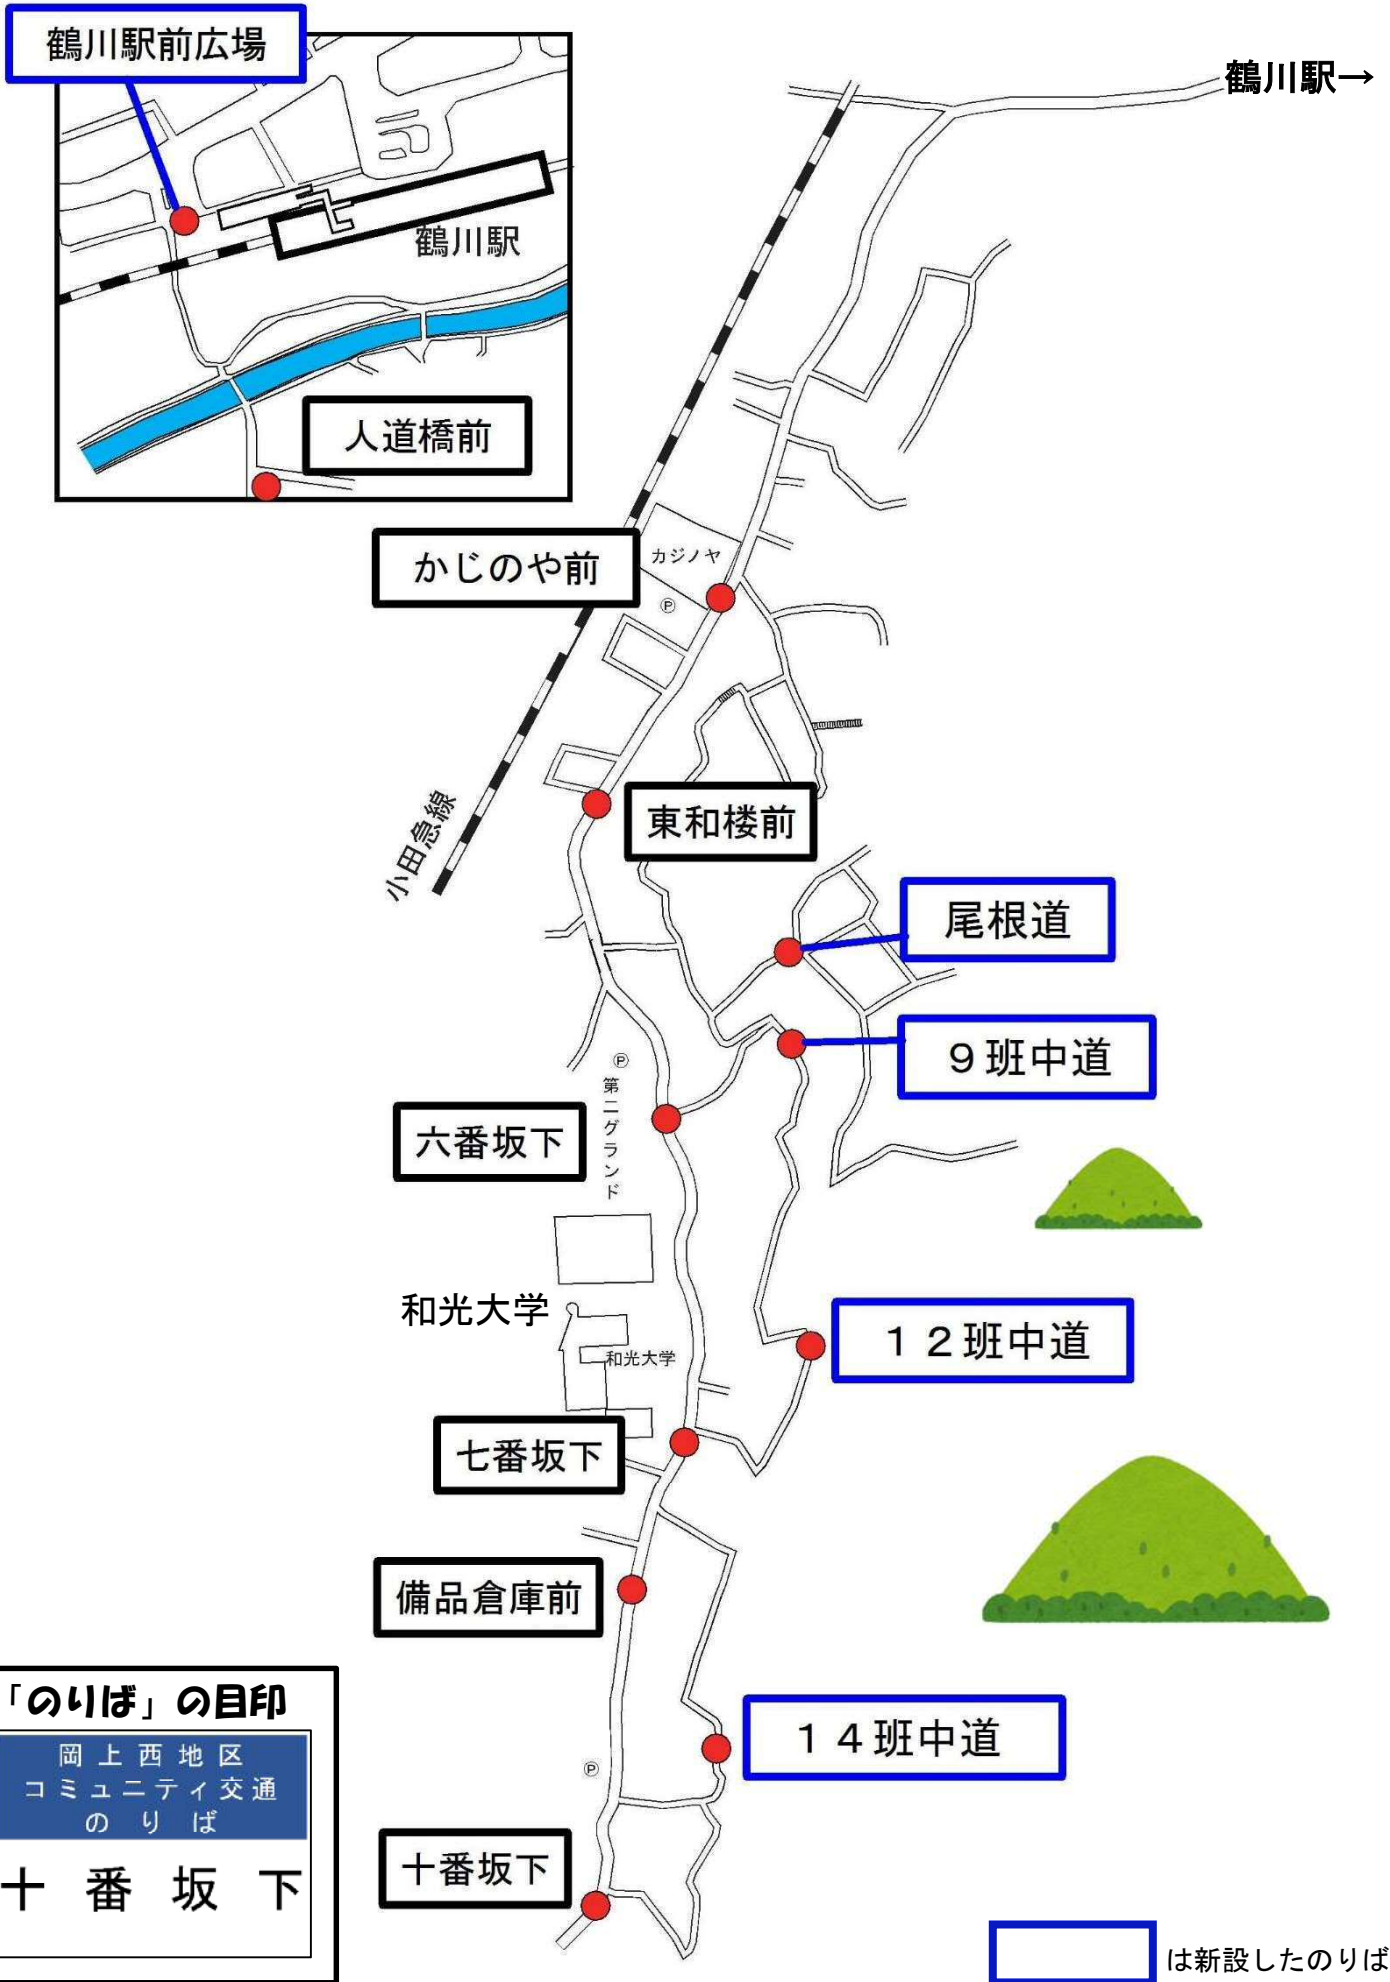 鶴川駅前広場
鶴川駅→
鶴川駅
人道橋前
かじのや前
カジノヤ
Ⓟ
東和楼前
小田急線
尾根道
９班中道
Ⓟ
第二グランド
六番坂下
和光大学
和光大学
１２班中道
七番坂下
備品倉庫前
１４班中道
Ⓟ
十番坂下
「のりば」の目印
岡上西地区
コミュニティ交通
のりば
十番坂下
は新設したのりば